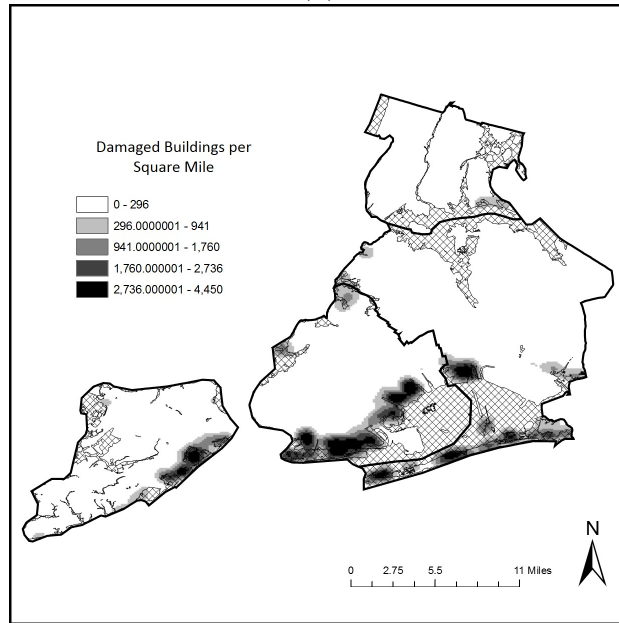 Damaged Buildings per
Square Mile
0 - 296
296.0000001 - 941
941.0000001 - 1,760
1,760.000001 - 2,736
2,736.000001 - 4,450
N
0 2.75 5.5 11 Miles